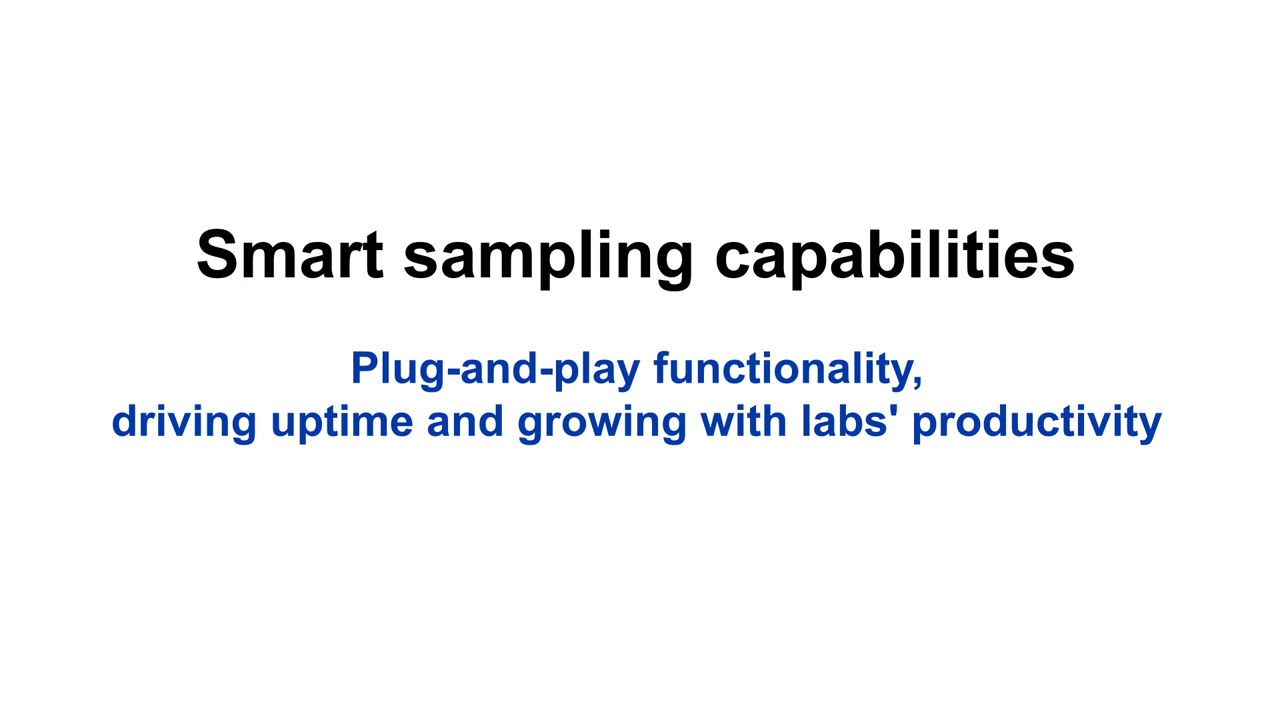 Smart sampling capabilities
Plug-and-play functionality,
driving uptime and growing with labs' productivity